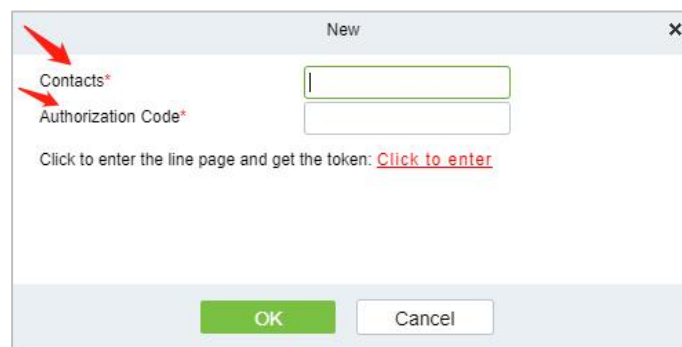 New
Contacts*
Authorization Code*
Click to enter the line page and get the token: Click to enter
OK Cancel